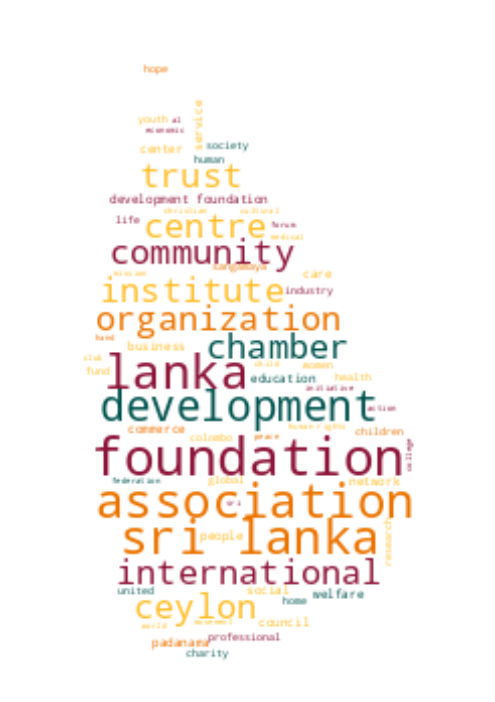 hope
service
youth al
economic
center society
human
trust
development foundation
christian cultural
life centre forum
medical
community
sangamaya
mission care
institute industry
organization
hand
business chamber
club
lanka child women
fund education health
initiative
development action
commerce human rights children
colombo peace
foundation college
federation global network
association
sri
sri lanka
people research
international
united social welfare
home
ceylon
world movement council
padanama professional
charity